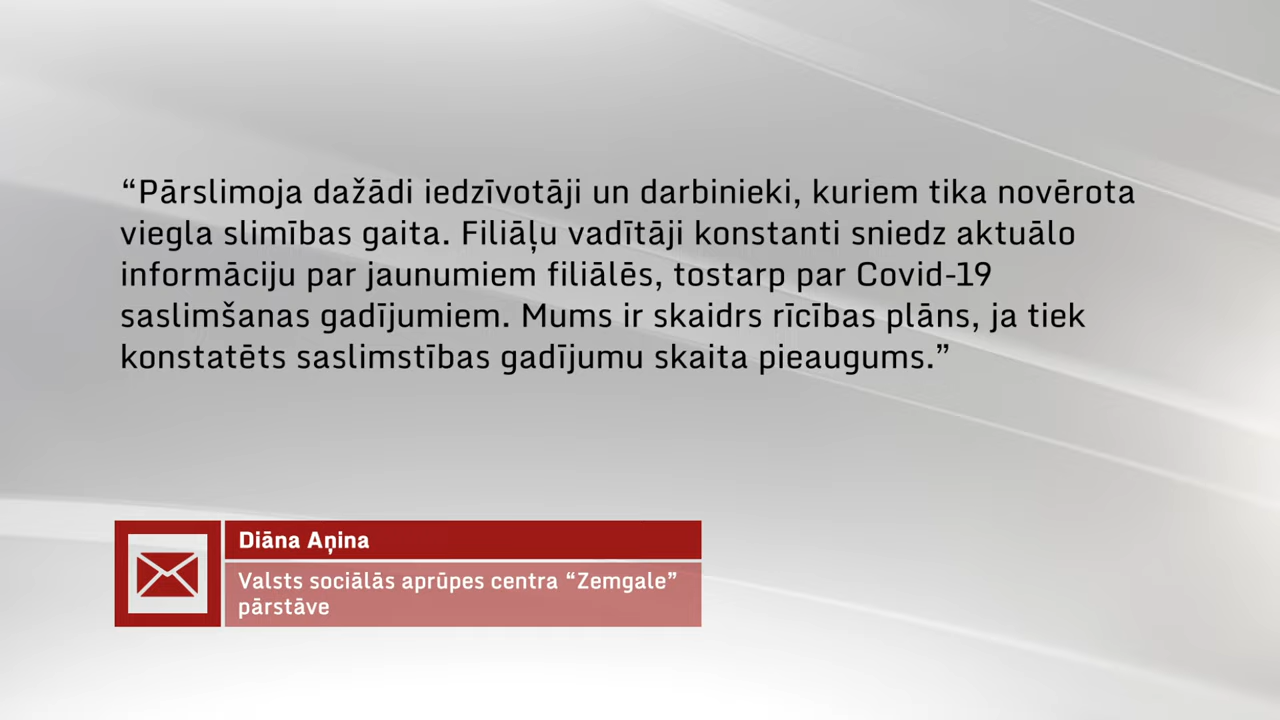 “Pārslimoja dažādi iedzīvotāji un darbinieki, kuriem tika novērota
viegla slimības gaita. Filiāļu vadītāji konstanti sniedz aktuālo
informāciju par jaunumiem filiālēs, tostarp par Covid-19
saslimšanas gadījumiem. Mums ir skaidrs rīcības plāns, ja tiek
konstatēts saslimstības gadījumu skaita pieaugums.”
Diāna Aņina
Valsts sociālās aprūpes centra “Zemgale”
pārstāve